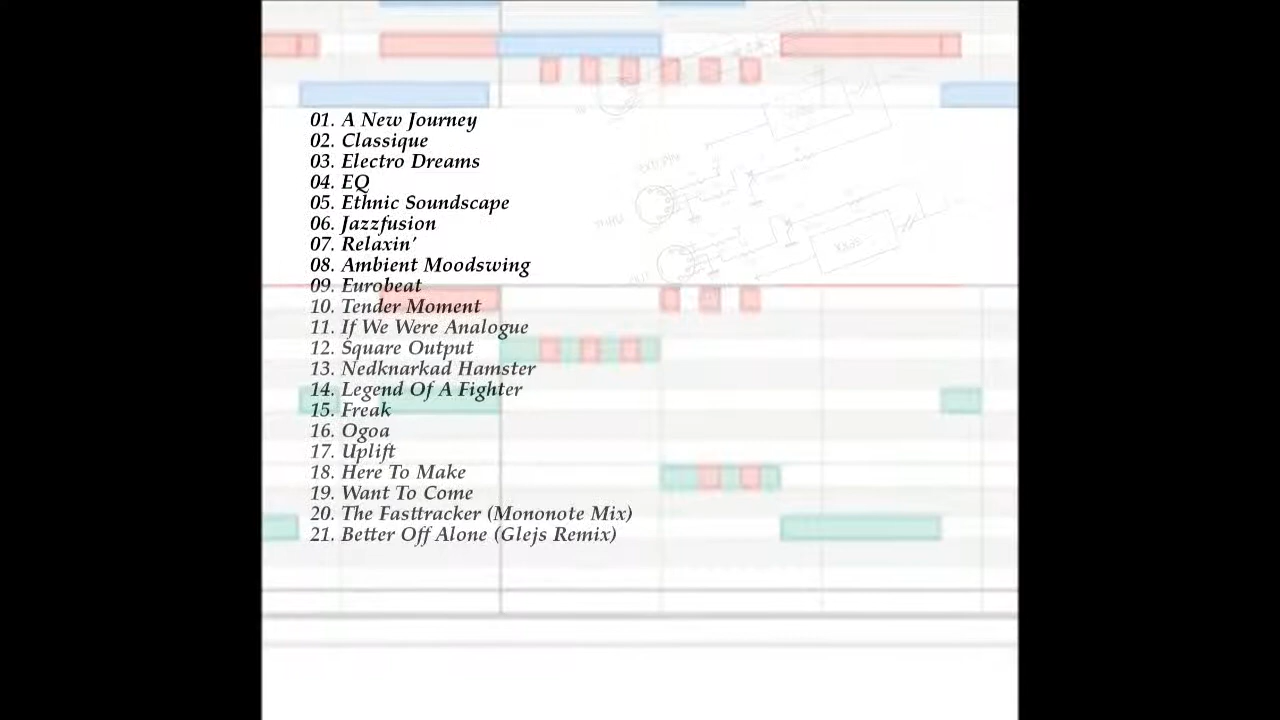 01. A New Journey
02. Classique
03. Electro Dreams
04. EQ
05. Ethnic Soundscape
06. Jazzfusion
07. Relaxin'
08. Ambient Moodswing
09. Eurobeat
10. Tender Moment
11. If We Were Analogue
12. Square Output
13. Nedknarkad Hamster
14. Legend Of A Fighter
15. Freak
16. Ogoa
17. Uplift
18. Here To Make
19. Want To Come
20. The Fasttracker (Mononote Mix)
21. Better Off Alone (Glejs Remix)